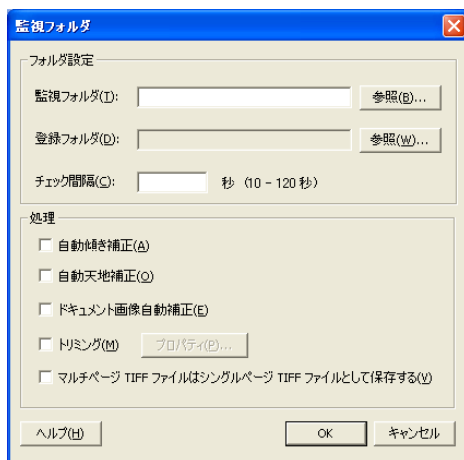 監視フォルダ
フォルダ設定
監視フォルダ(T): 参照(B)...
登録フォルダ(D): 参照(W)...
チェック間隔(C): 秒 (10 - 120 秒)
処理
自動傾き補正(A)
自動天地補正(O)
ドキュメント画像自動補正(E)
トリミング(M) プロパティ(P)...
マルチページ TIFF ファイルはシングルページ TIFF ファイルとして保存する(V)
ヘルプ(H) OK キャンセル